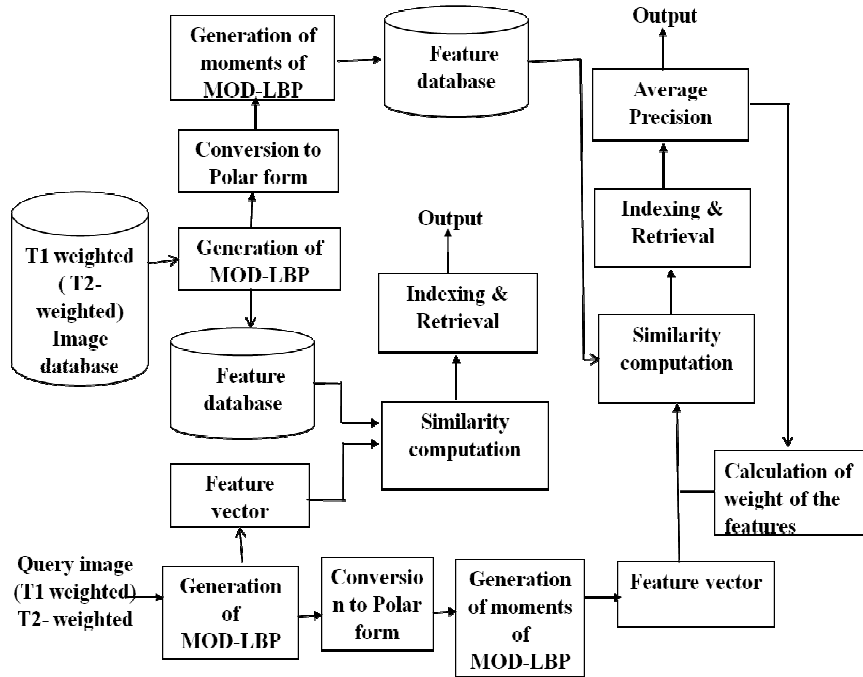 Generation of
moments of
MOD-LBP
Feature
database
Output
Average
Precision
Conversion to
Polar form
Indexing &
Retrieval
T1 weighted
( T2-
weighted)
Image
database
Generation of
MOD-LBP
Output
Indexing &
Retrieval
Similarity
computation
Feature
database
Similarity
computation
Feature
vector
Calculation of
weight of the
features
Query image
(T1 weighted)
T2- weighted
Generation
of
MOD-LBP
Conversio
n to Polar
form
Generation
of moments
of
MOD-LBP
Feature vector